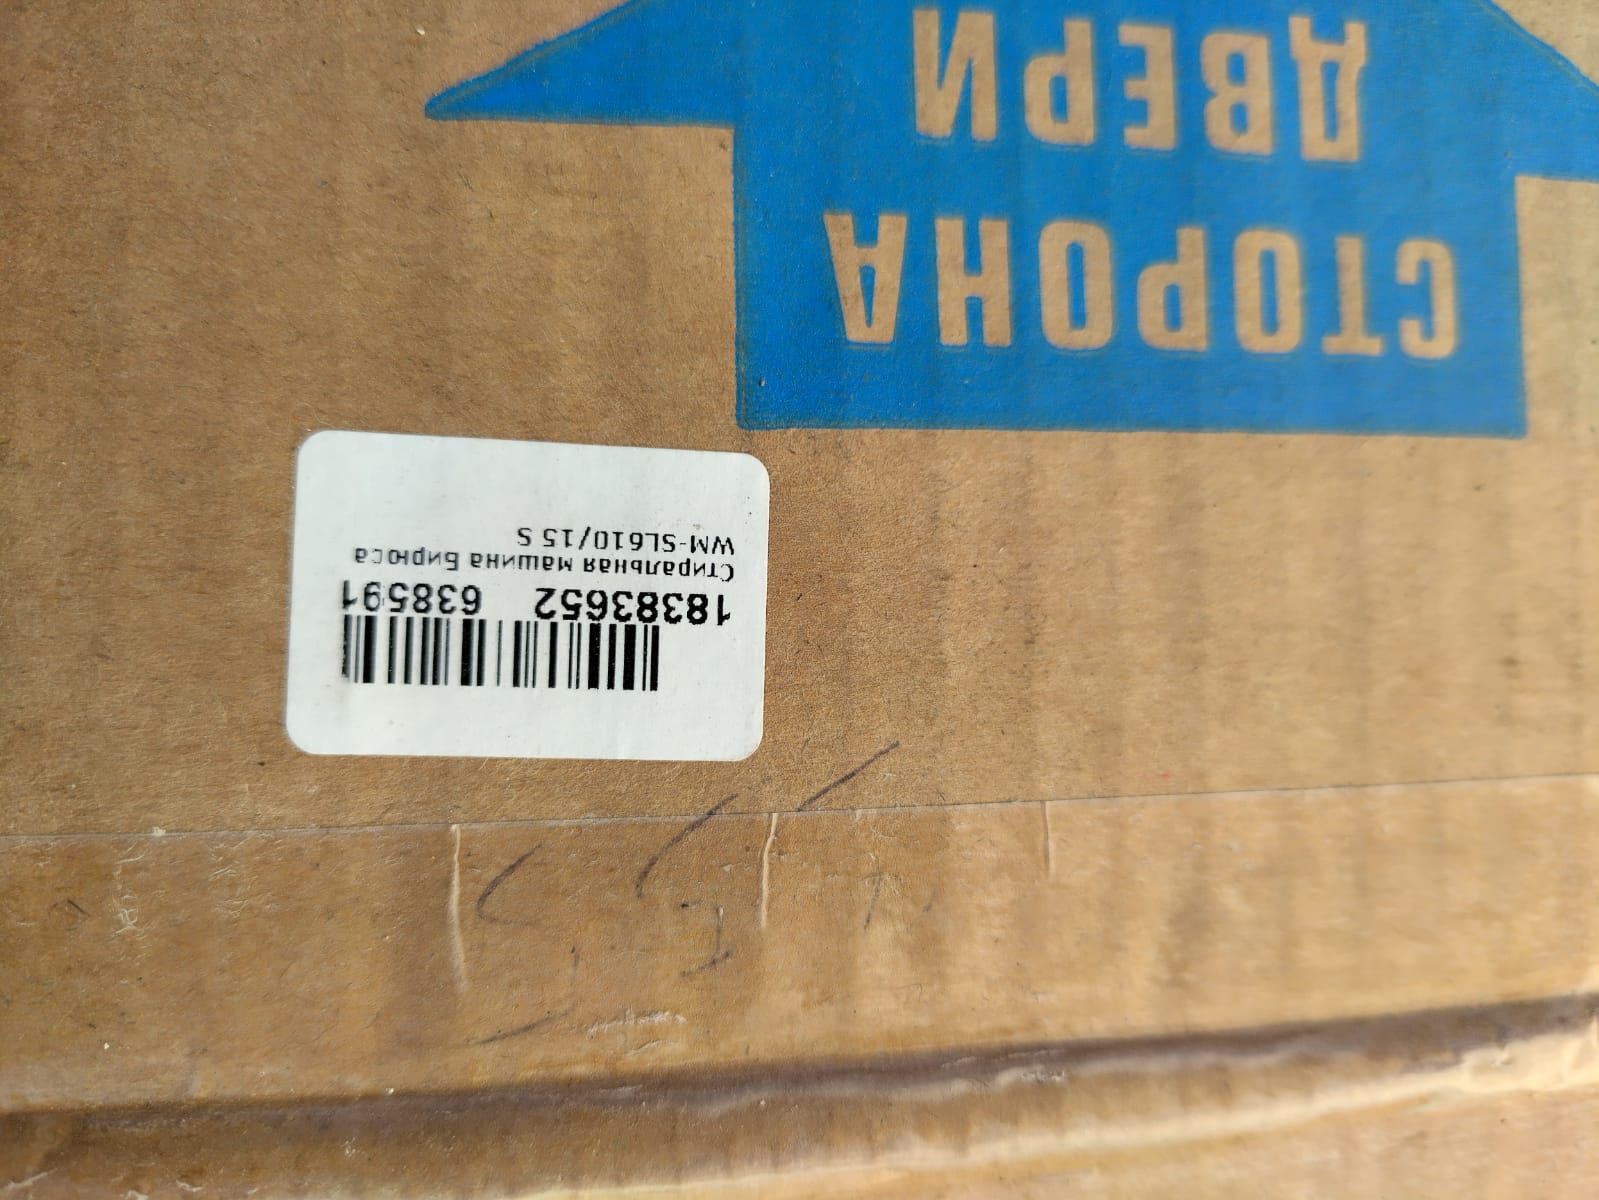 СТОРОНА
ДВЕРИ
18383652 638591
Стиральная машина Бирюса
WM-SL610/15 S